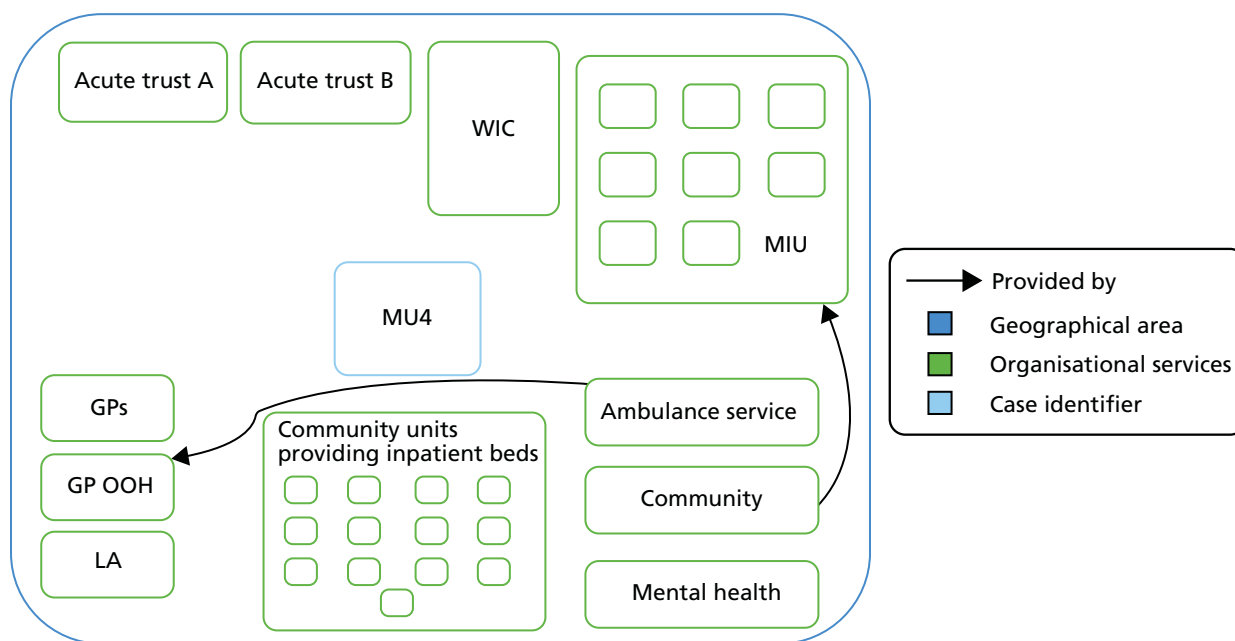 Acute trust A
Acute trust B
WIC
MIU
MU4
GPs
GP OOH
LA
Community units
providing inpatient beds
Ambulance service
Community
Mental health
Provided by
Geographical area
Organisational services
Case identifier